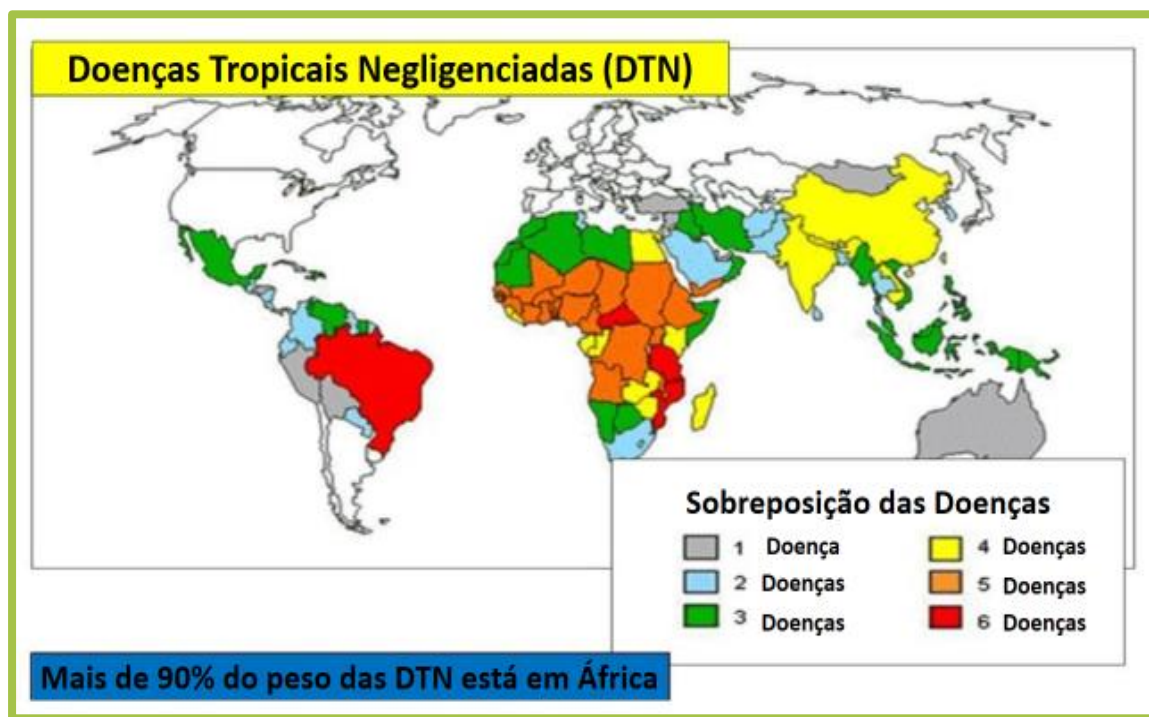 Doenças Tropicais Negligenciadas (DTN)
Sobreposição das Doenças
1 Doença
2 Doenças
3 Doenças
4 Doenças
5 Doenças
6 Doenças
Mais de 90% do peso das DTN está em África